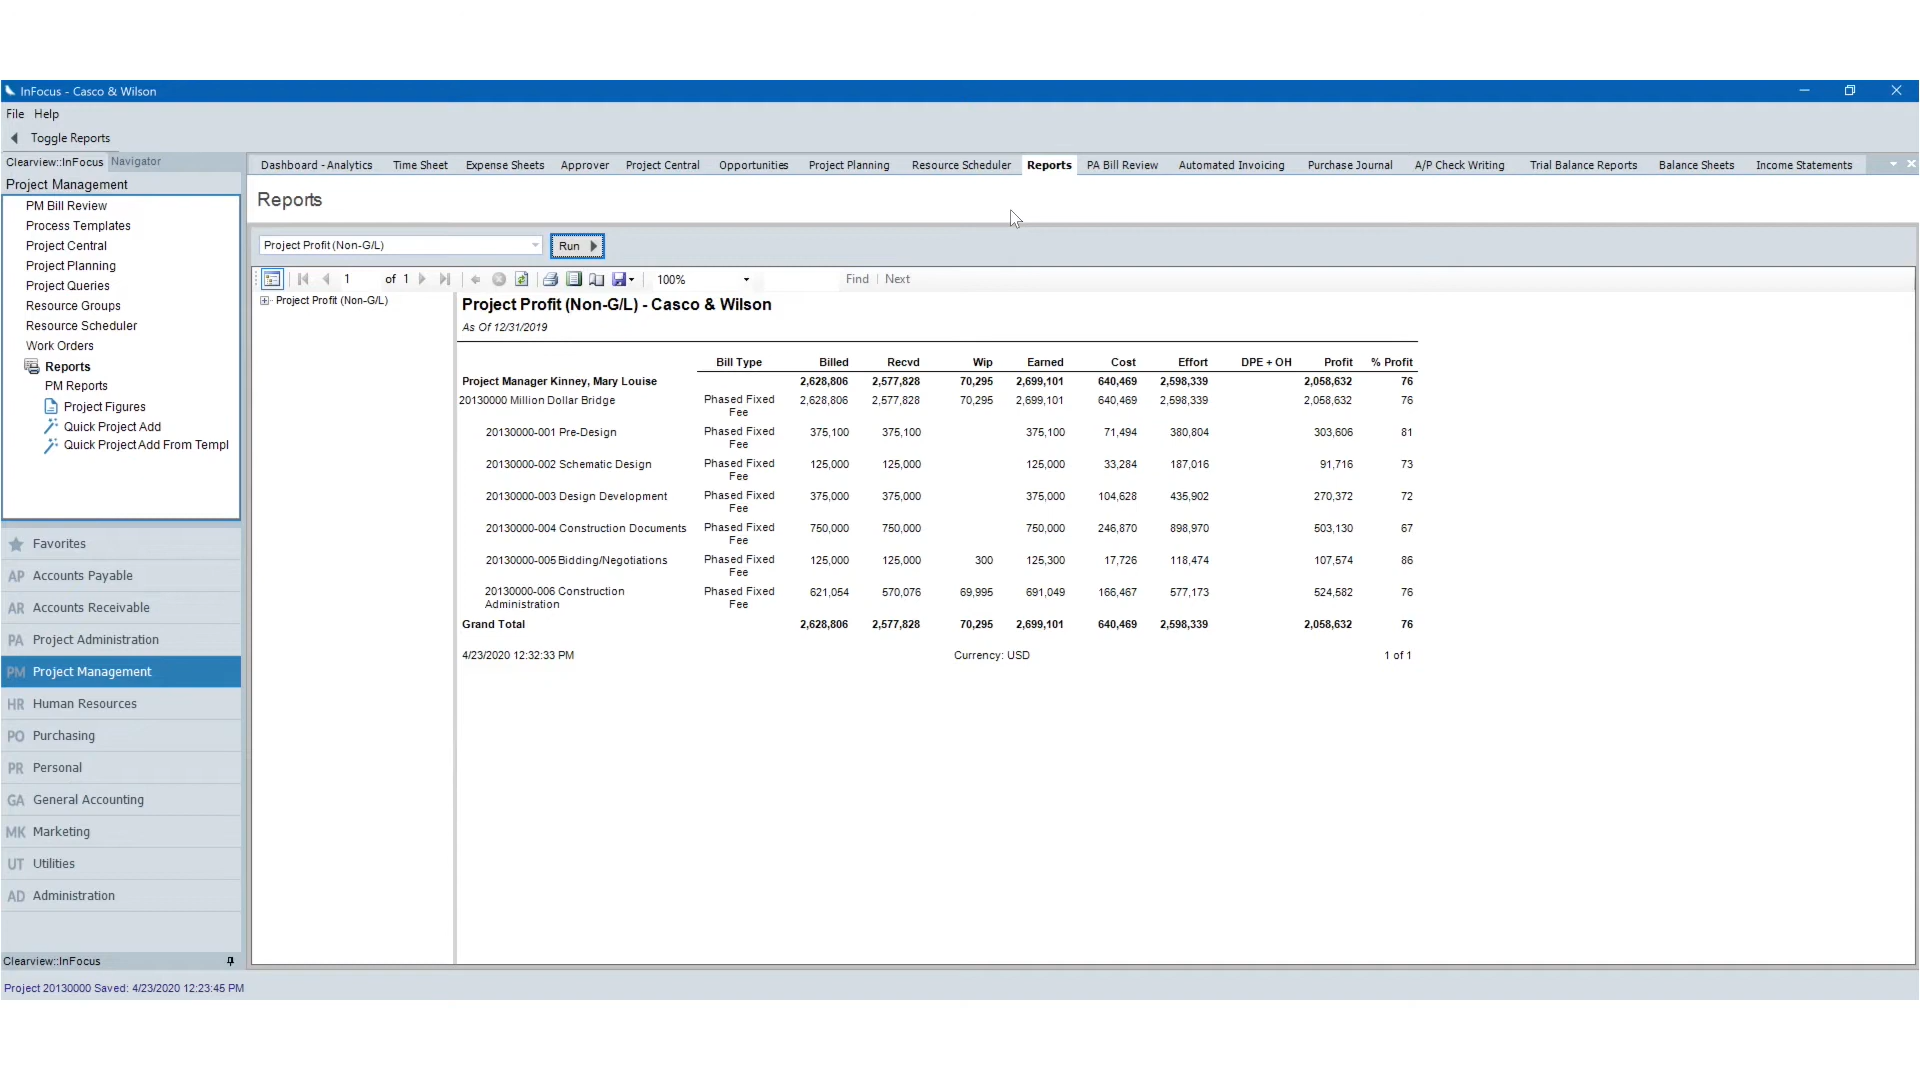 InFocus - Casco & Wilson
File Help
Toggle Reports
Clearview::InFocus Navigator
Dashboard - Analytics Time Sheet Expense Sheets Approver Project Central Opportunities Project Planning Resource Scheduler Reports PA Bill Review Automated Invoicing Purchase Journal A/P Check Writing Trial Balance Reports Balance Sheets Income Statements
Project Management
PM Bill Review
Process Templates
Project Central
Project Planning
Project Queries
Resource Groups
Resource Scheduler
Work Orders
Reports
PM Reports
Project Figures
Quick Project Add
Quick Project Add From Templ
Favorites
AP Accounts Payable
AR Accounts Receivable
PA Project Administration
PM Project Management
HR Human Resources
PO Purchasing
PR Personal
GA General Accounting
MK Marketing
UT Utilities
AD Administration
Clearview::InFocus
Project 20130000 Saved: 4/23/2020 12:23:45 PM
Reports
Project Profit (Non-G/L) Run
1 of 1 100% Find | Next
Project Profit (Non-G/L)
Project Profit (Non-G/L) - Casco & Wilson
As Of 12/31/2019
Bill Type Billed Recvd Wip Earned Cost Effort DPE + OH Profit % Profit
Project Manager Kinney, Mary Louise 2,628,806 2,577,828 70,295 2,699,101 640,469 2,598,339 2,058,632 76
20130000 Million Dollar Bridge Phased Fixed 2,628,806 2,577,828 70,295 2,699,101 640,469 2,598,339 2,058,632 76
Fee
20130000-001 Pre-Design Phased Fixed 375,100 375,100 375,100 71,494 380,804 303,606 81
Fee
20130000-002 Schematic Design Phased Fixed 125,000 125,000 125,000 33,284 187,016 91,716 73
Fee
20130000-003 Design Development Phased Fixed 375,000 375,000 375,000 104,628 435,902 270,372 72
Fee
20130000-004 Construction Documents Phased Fixed 750,000 750,000 750,000 246,870 898,970 503,130 67
Fee
20130000-005 Bidding/Negotiations Phased Fixed 125,000 125,000 300 125,300 17,726 118,474 107,574 86
Fee
20130000-006 Construction Phased Fixed 621,054 570,076 69,995 691,049 166,467 577,173 524,582 76
Administration Fee
Grand Total 2,628,806 2,577,828 70,295 2,699,101 640,469 2,598,339 2,058,632 76
4/23/2020 12:32:33 PM Currency: USD 1 of 1